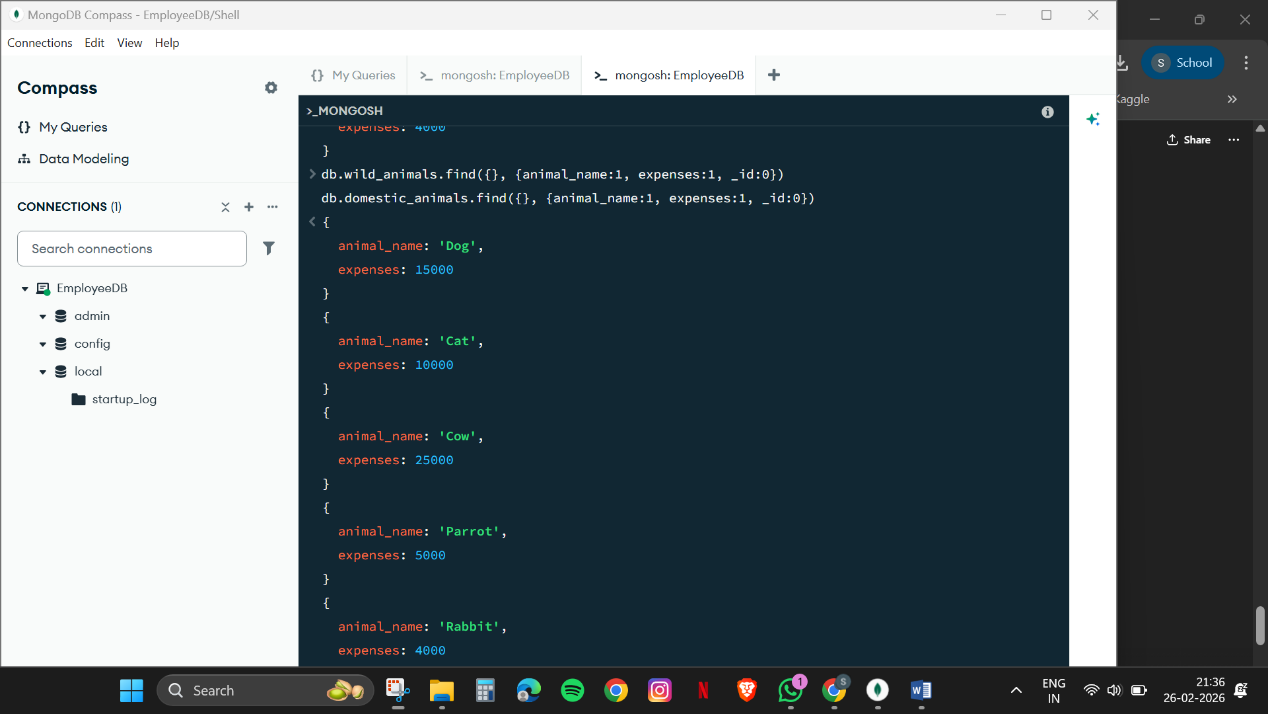 MongoDB Compass - EmployeeDB/Shell
Connections Edit View Help
Compass
{} My Queries
Data Modeling
CONNECTIONS (1)
Search connections
EmployeeDB
admin
config
local
startup_log
{} My Queries
>_ mongosh: EmployeeDB
>_ mongosh: EmployeeDB
>_MONGOSH
expenses: 4000
}
> db.wild_animals.find({}, {animal_name:1, expenses:1, _id:0})
db.domestic_animals.find({}, {animal_name:1, expenses:1, _id:0})
< {
animal_name: 'Dog',
expenses: 15000
}
{
animal_name: 'Cat',
expenses: 10000
}
{
animal_name: 'Cow',
expenses: 25000
}
{
animal_name: 'Parrot',
expenses: 5000
}
{
animal_name: 'Rabbit',
expenses: 4000
S School
Kaggle
Share
Search
1
S
ENG
IN
21:36
26-02-2026